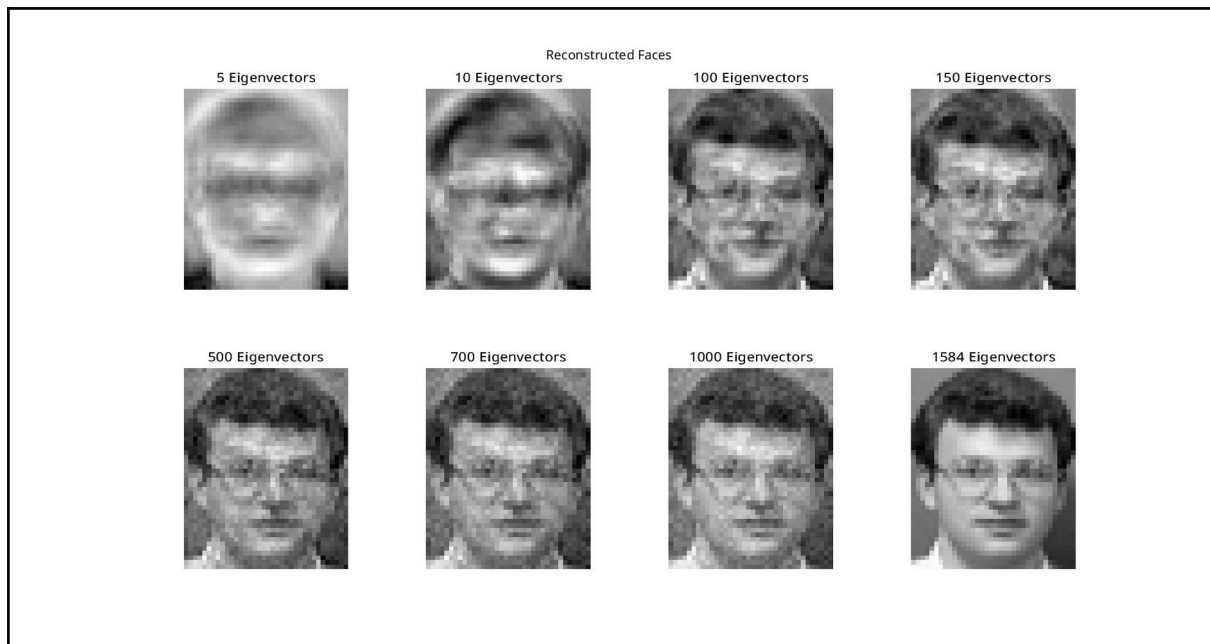 Reconstructed Faces
5 Eigenvectors
10 Eigenvectors
100 Eigenvectors
150 Eigenvectors
500 Eigenvectors
700 Eigenvectors
1000 Eigenvectors
1584 Eigenvectors